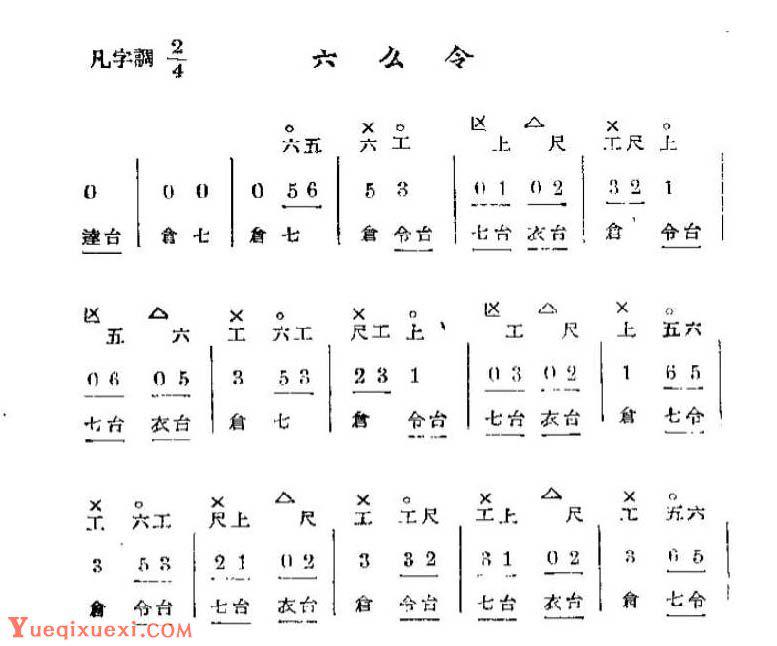 凡字調 2/4 六么令
○ × ○ 凶 △ × ○
六五 六 工 上 尺 工尺 上
0 | 0 0 | 0 5 6 | 5 3 | 0 1 0 2 | 3 2 1 |
達台 | 倉 七 | 倉 七 | 倉 令台 | 七台 衣台 | 倉 令台 |
凶 △ × ○ × ○ 凶 △ × ○
五 六 工 六工 尺工 上 工 尺 上 五六
0 6 0 5 | 3 5 3 | 2 3 1 | 0 3 0 2 | 1 6 5
七台 衣台 | 倉 七 | 倉 令台 | 七台 衣台 | 倉 七令
× ○ × △ × ○ × △ × ○
工 六工 尺上 尺 工 工尺 工上 尺 工 五六
3 5 3 | 2 1 0 2 | 3 3 2 | 3 1 0 2 | 3 6 5 |
倉 令台 | 七台 衣台 | 倉 令台 | 七台 衣台 | 倉 七令 |
Yueqixuexi.com